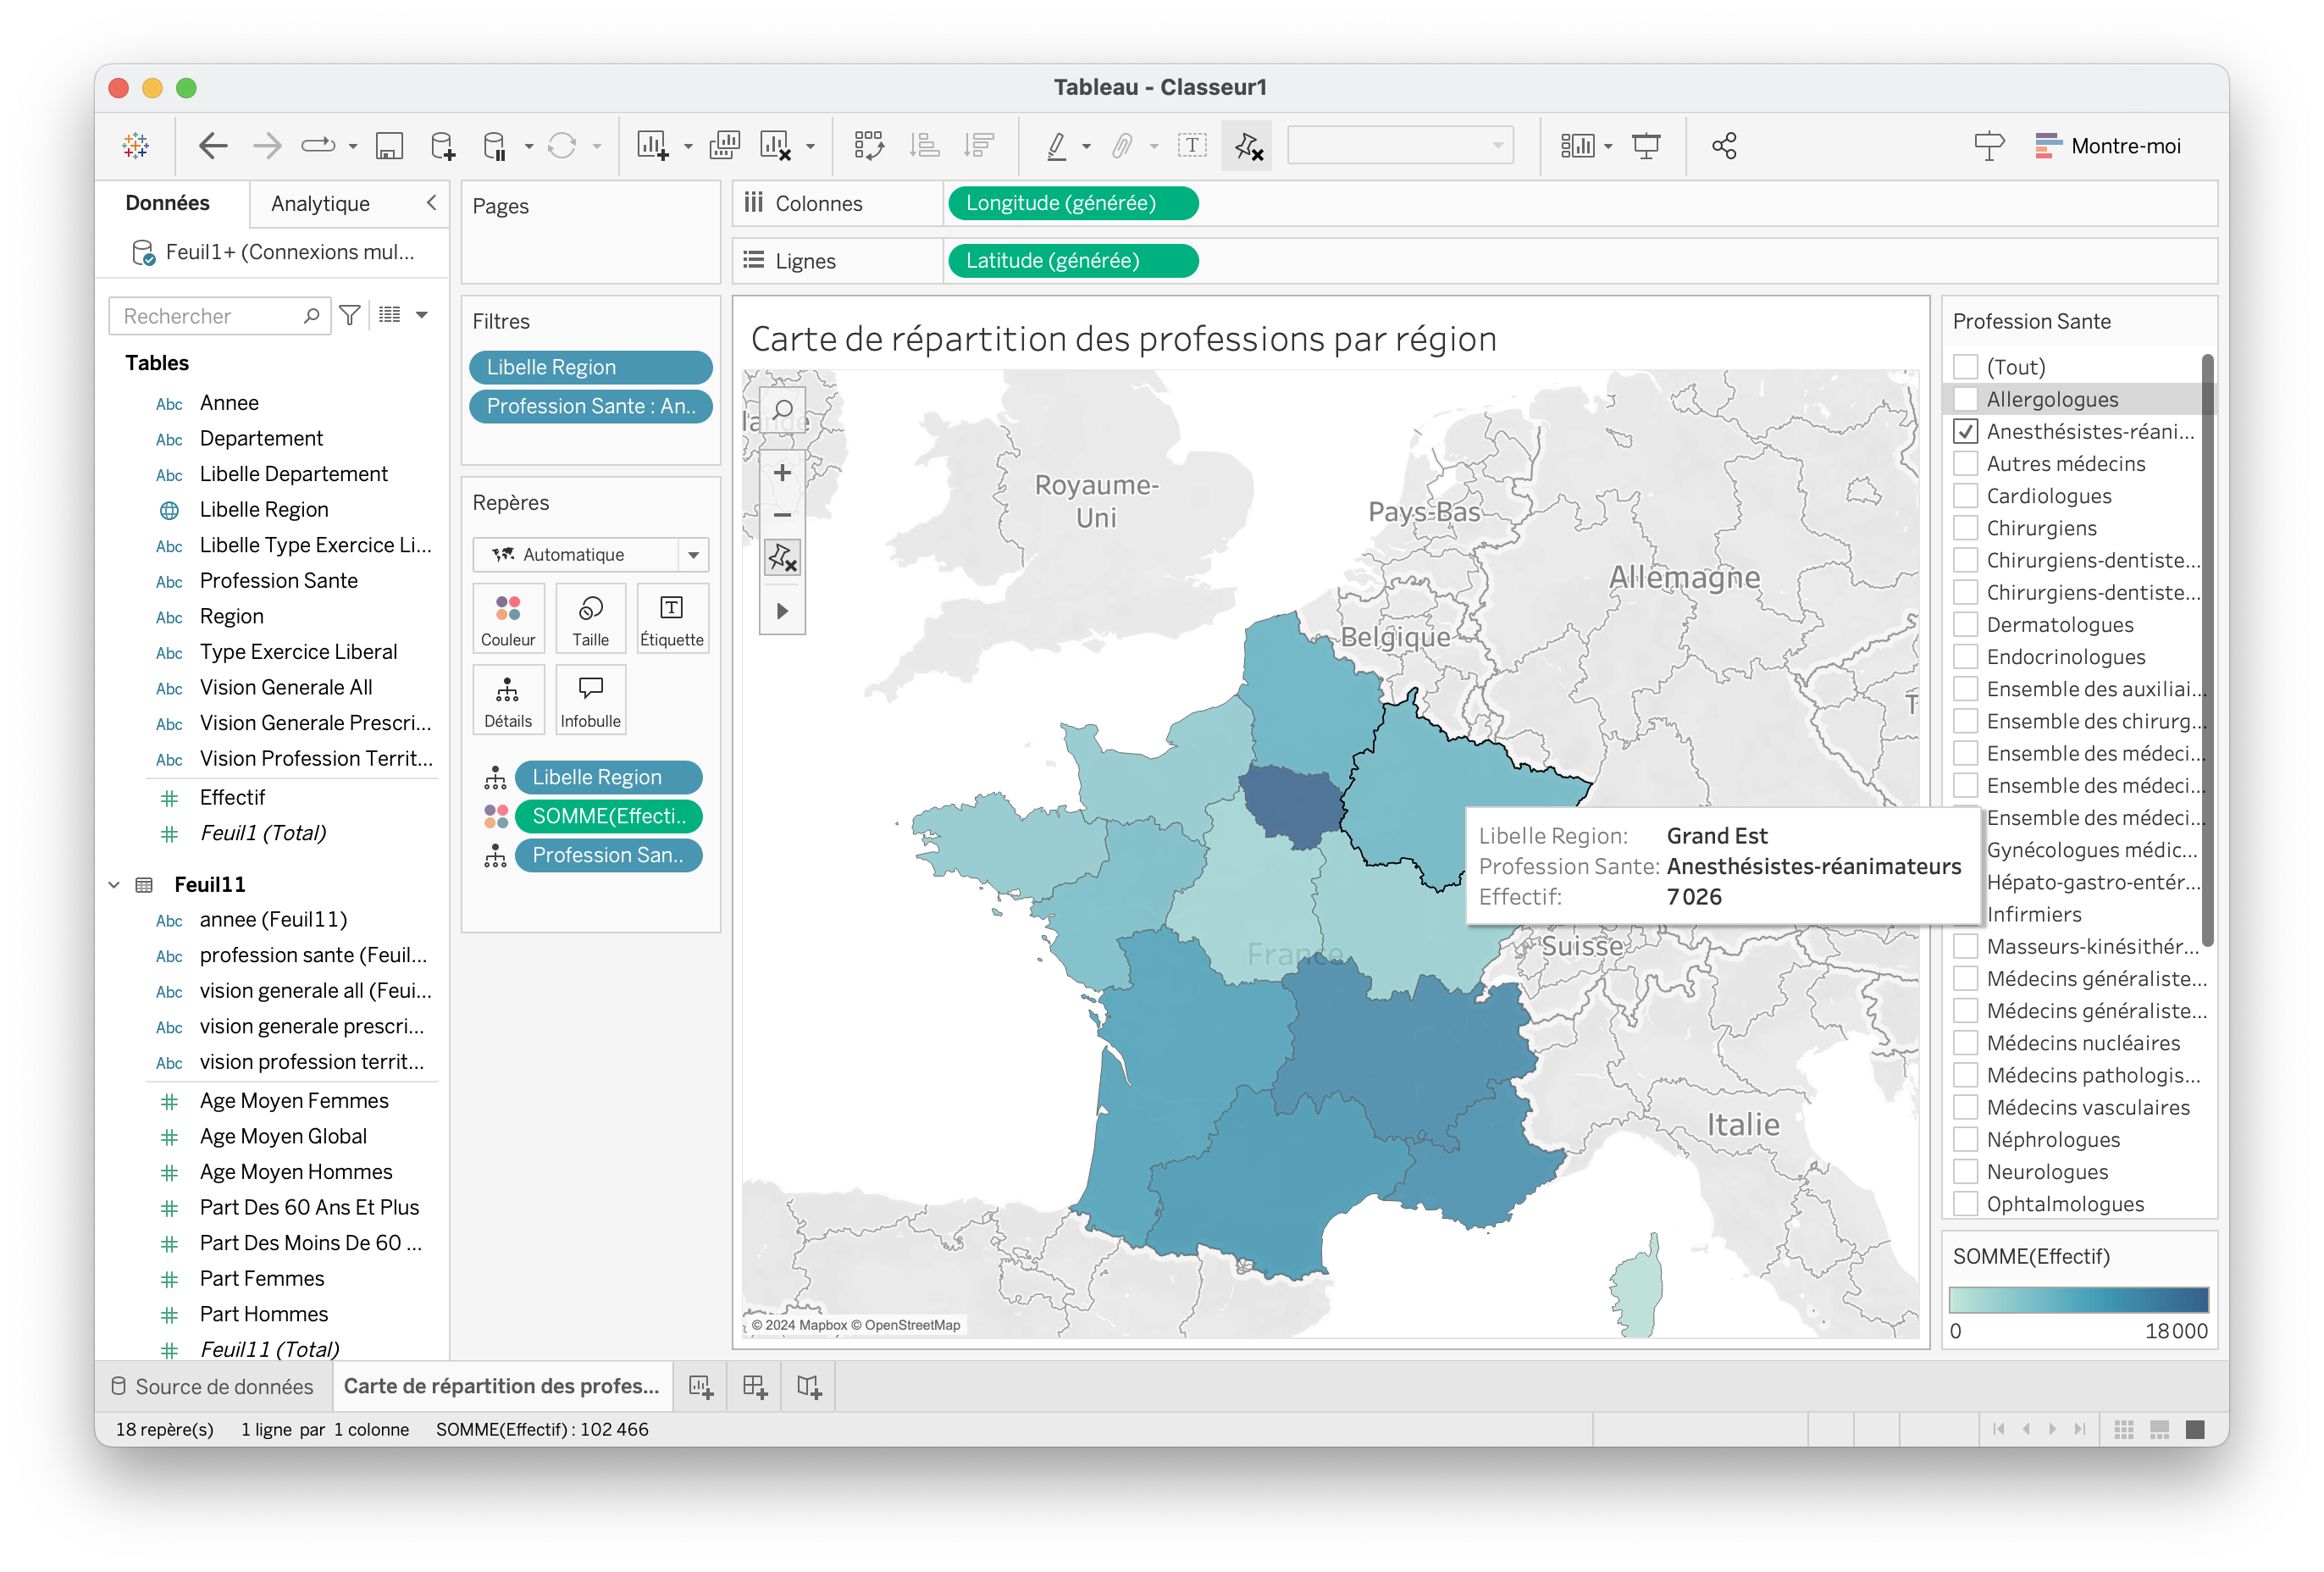 Tableau - Classeur1
Montre-moi
Données
Analytique
Feuil1+ (Connexions mul...
Rechercher
Tables
Abc Annee
Abc Departement
Abc Libelle Departement
Libelle Region
Abc Libelle Type Exercice Li...
Abc Profession Sante
Abc Region
Abc Type Exercice Liberal
Abc Vision Generale All
Abc Vision Generale Prescri...
Abc Vision Profession Territ...
Effectif
Feuil1 (Total)
Feuil11
Abc annee (Feuil11)
Abc profession sante (Feuil...
Abc vision generale all (Feui...
Abc vision generale prescri...
Abc vision profession territ...
Age Moyen Femmes
Age Moyen Global
Age Moyen Hommes
Part Des 60 Ans Et Plus
Part Des Moins De 60 ...
Part Femmes
Part Hommes
Feuil11 (Total)
Pages
Filtres
Libelle Region
Profession Sante : An..
Repères
Automatique
Couleur
Taille
Étiquette
Détails
Infobulle
Libelle Region
SOMME(Effecti..
Profession San..
Colonnes
Longitude (générée)
Lignes
Latitude (générée)
Carte de répartition des professions par région
Royaume-
Uni
Pays-Bas
Allemagne
Belgique
France
Suisse
Italie
Libelle Region: Grand Est
Profession Sante: Anesthésistes-réanimateurs
Effectif: 7 026
© 2024 Mapbox © OpenStreetMap
Profession Sante
(Tout)
Allergologues
Anesthésistes-réani...
Autres médecins
Cardiologues
Chirurgiens
Chirurgiens-dentiste...
Chirurgiens-dentiste...
Dermatologues
Endocrinologues
Ensemble des auxiliai...
Ensemble des chirurg...
Ensemble des médeci...
Ensemble des médeci...
Ensemble des médeci...
Gynécologues médic...
Hépato-gastro-entér...
Infirmiers
Masseurs-kinésithér...
Médecins généraliste...
Médecins généraliste...
Médecins nucléaires
Médecins pathologis...
Médecins vasculaires
Néphrologues
Neurologues
Ophtalmologues
SOMME(Effectif)
0 18 000
Source de données
Carte de répartition des profes...
18 repère(s) 1 ligne par 1 colonne SOMME(Effectif) : 102 466